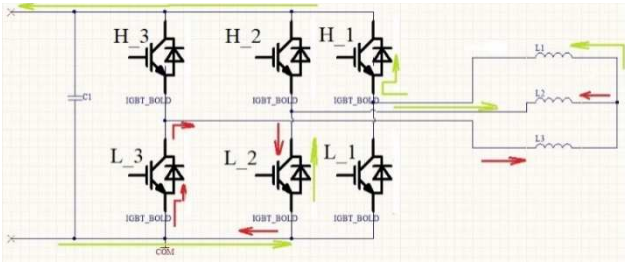 H_3
H_2
H_1
L1
C1
IGBT_BOLD
IGBT_BOLD
IGBT_BOLD
L2
L3
L_3
L_2
L_1
IGBT_BOLD
IGBT_BOLD
IGBT_BOLD
COM